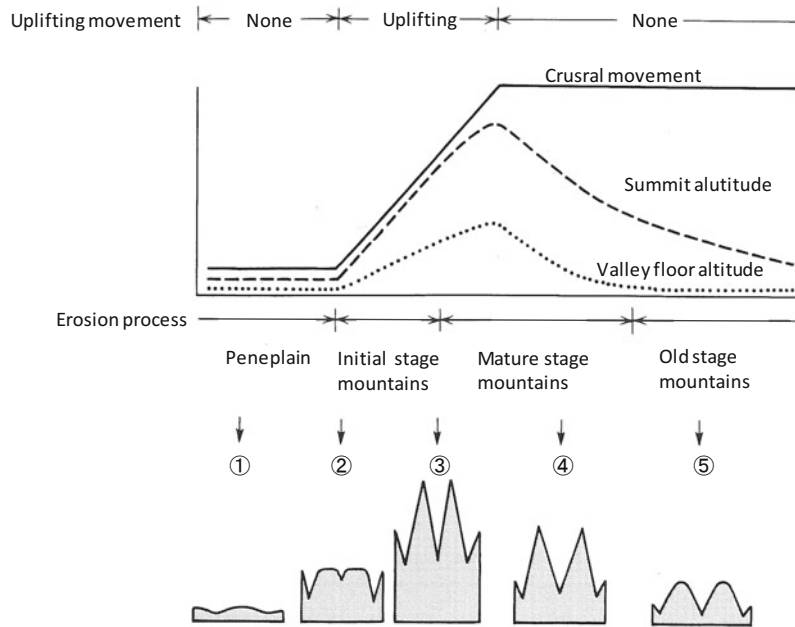 Uplifting movement None Uplifting None
Crusral movement
Summit alutitude
Valley floor altitude
Erosion process
Peneplain Initial stage Mature stage Old stage
mountains mountains mountains
① ② ③ ④ ⑤